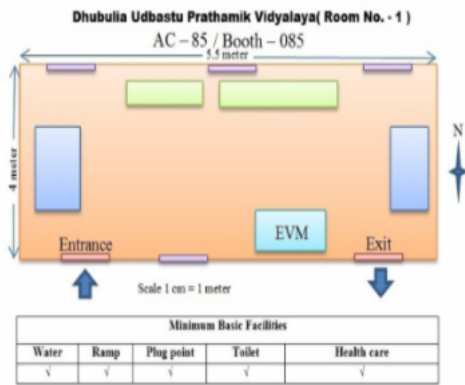 Dhubulia Udbastu Prathamik Vidyalaya( Room No. - 1 )
AC – 85 / Booth – 085
5.5 meter
4 meter
N
EVM
Entrance
Exit
Scale 1 cm = 1 meter
Minimum Basic Facilities
Water Ramp Plug point Toilet Health care
√ √ √ √ √